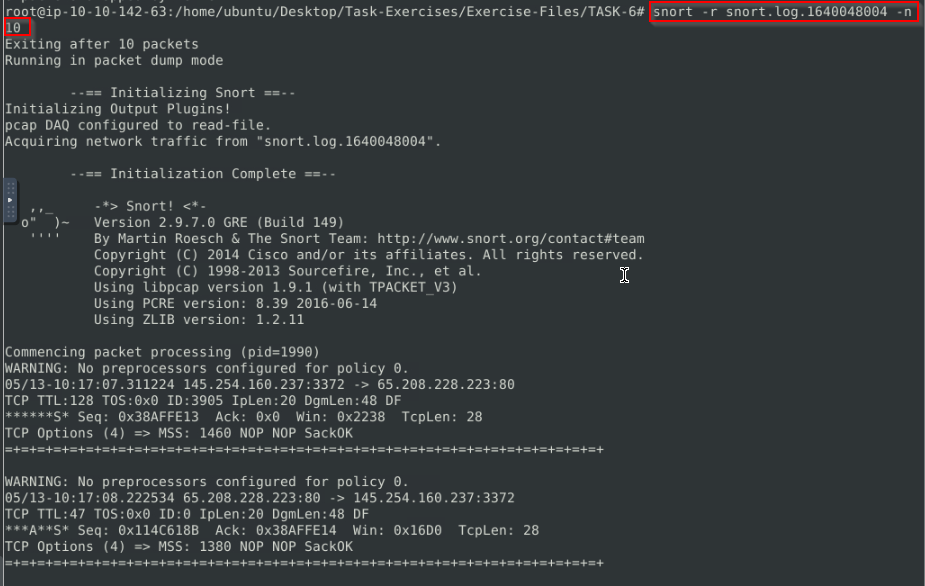 root@ip-10-10-142-63:/home/ubuntu/Desktop/Task-Exercises/Exercise-Files/TASK-6# snort -r snort.log.1640048004 -n
10
Exiting after 10 packets
Running in packet dump mode
--== Initializing Snort ==--
Initializing Output Plugins!
pcap DAQ configured to read-file.
Acquiring network traffic from "snort.log.1640048004".
--== Initialization Complete ==--
,,_     -*> Snort! <*-
o"  )~   Version 2.9.7.0 GRE (Build 149)
''''    By Martin Roesch & The Snort Team: http://www.snort.org/contact#team
Copyright (C) 2014 Cisco and/or its affiliates. All rights reserved.
Copyright (C) 1998-2013 Sourcefire, Inc., et al.
Using libpcap version 1.9.1 (with TPACKET_V3)
Using PCRE version: 8.39 2016-06-14
Using ZLIB version: 1.2.11
Commencing packet processing (pid=1990)
WARNING: No preprocessors configured for policy 0.
05/13-10:17:07.311224 145.254.160.237:3372 -> 65.208.228.223:80
TCP TTL:128 TOS:0x0 ID:3905 IpLen:20 DgmLen:48 DF
******S* Seq: 0x38AFFE13  Ack: 0x0  Win: 0x2238  TcpLen: 28
TCP Options (4) => MSS: 1460 NOP NOP SackOK
=+=+=+=+=+=+=+=+=+=+=+=+=+=+=+=+=+=+=+=+=+=+=+=+=+=+=+=+=+=+=+=+=+=+=+=+=+
WARNING: No preprocessors configured for policy 0.
05/13-10:17:08.222534 65.208.228.223:80 -> 145.254.160.237:3372
TCP TTL:47 TOS:0x0 ID:0 IpLen:20 DgmLen:48 DF
***A**S* Seq: 0x114C618B  Ack: 0x38AFFE14  Win: 0x16D0  TcpLen: 28
TCP Options (4) => MSS: 1380 NOP NOP SackOK
=+=+=+=+=+=+=+=+=+=+=+=+=+=+=+=+=+=+=+=+=+=+=+=+=+=+=+=+=+=+=+=+=+=+=+=+=+